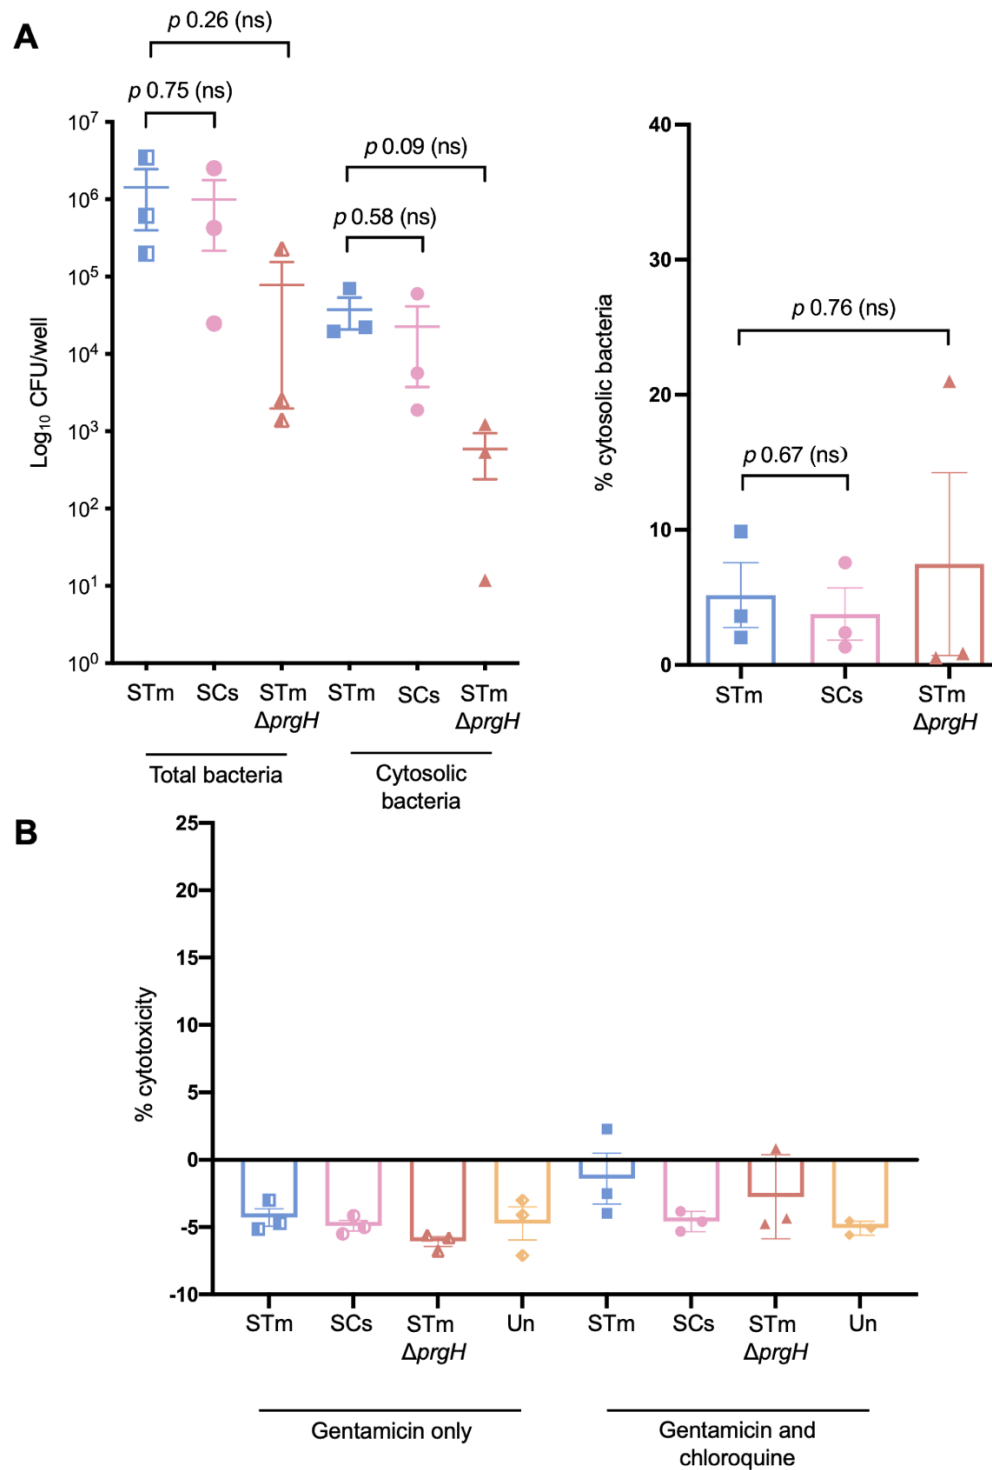 A
p 0.26 (ns)
p 0.75 (ns)
p 0.09 (ns)
p 0.58 (ns)
Log₁₀ CFU/well
10⁷
10⁶
10⁵
10⁴
10³
10²
10¹
10⁰
STm
SCs
STm
ΔprgH
STm
SCs
STm
ΔprgH
Total bacteria
Cytosolic
bacteria
% cytosolic bacteria
40
30
20
10
0
p 0.76 (ns)
p 0.67 (ns)
STm
SCs
STm
ΔprgH
B
% cytotoxicity
25
20
15
10
5
0
-5
-10
STm
SCs
STm
ΔprgH
Un
STm
SCs
STm
ΔprgH
Un
Gentamicin only
Gentamicin and
chloroquine